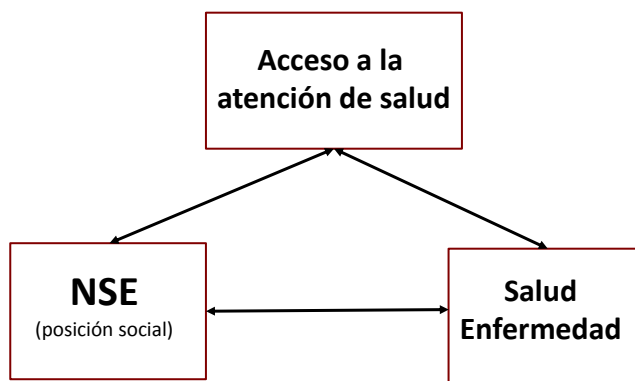 Acceso a la
atención de salud
NSE
(posición social)
Salud
Enfermedad